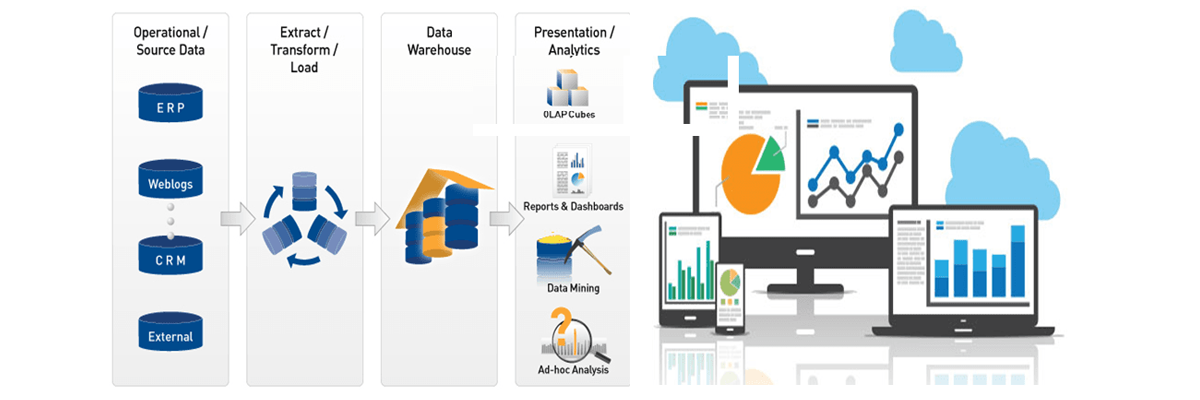 Operational /
Source Data
ERP
Weblogs
CRM
External
Extract /
Transform /
Load
Data
Warehouse
Presentation /
Analytics
OLAP Cubes
Reports & Dashboards
Data Mining
?
Ad-hoc Analysis